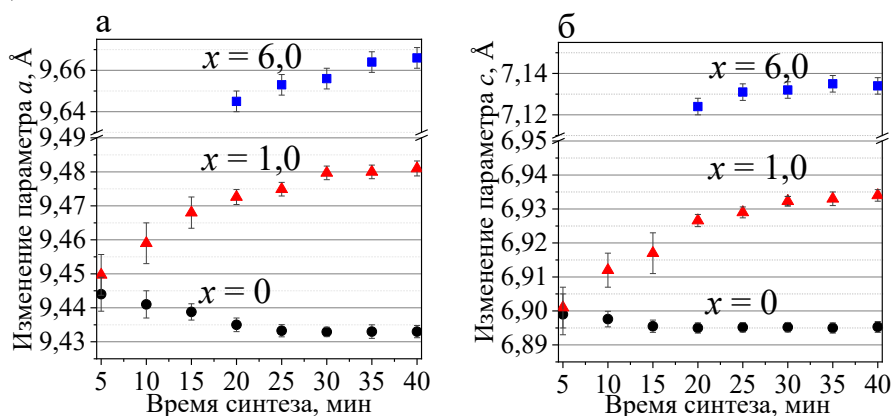 а
Изменение параметра a, Å
9,66
9,64
9,49
9,48
9,47
9,46
9,45
9,44
9,43
x = 6,0
x = 1,0
x = 0
5 10 15 20 25 30 35 40
Время синтеза, мин
б
Изменение параметра c, Å
7,14
7,12
6,95
6,94
6,93
6,92
6,91
6,90
6,89
x = 6,0
x = 1,0
x = 0
5 10 15 20 25 30 35 40
Время синтеза, мин